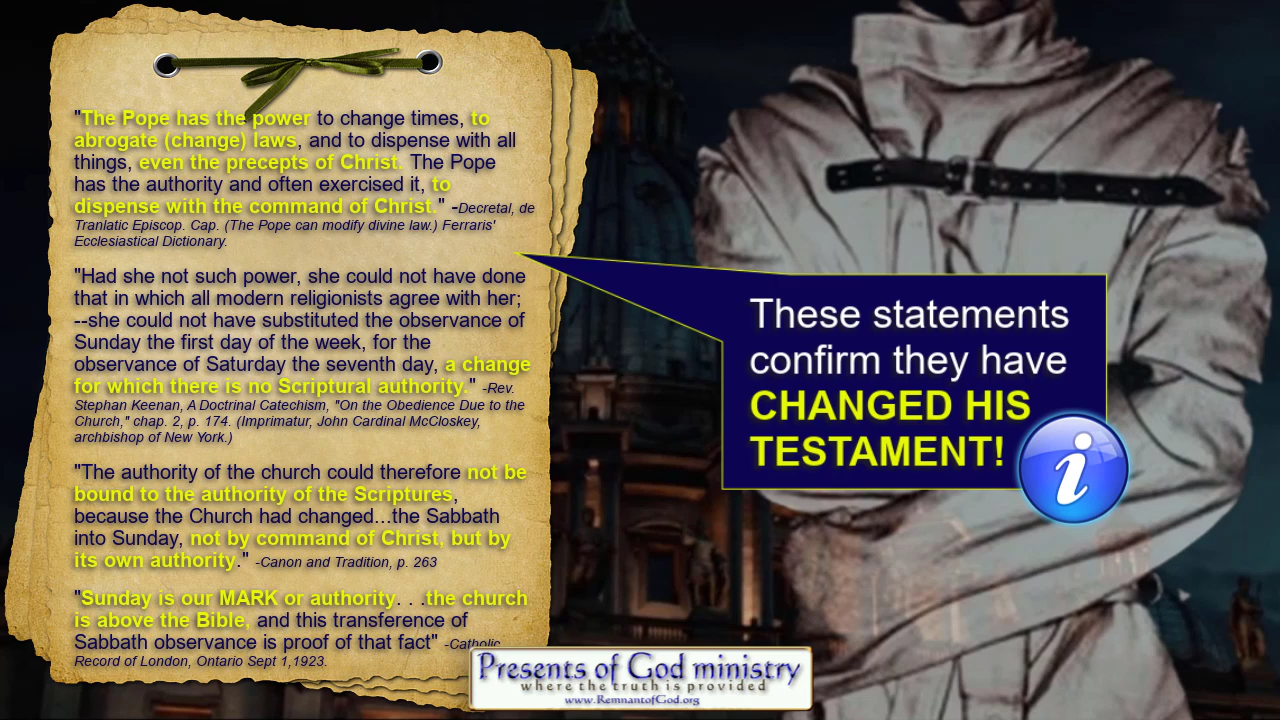 "The Pope has the power to change times, to
abrogate (change) laws, and to dispense with all
things, even the precepts of Christ. The Pope
has the authority and often exercised it, to
dispense with the command of Christ." -Decretal, de
Tranlatic Episcop. Cap. (The Pope can modify divine law.) Ferraris'
Ecclesiastical Dictionary.
"Had she not such power, she could not have done
that in which all modern religionists agree with her;
--she could not have substituted the observance of
Sunday the first day of the week, for the
observance of Saturday the seventh day, a change
for which there is no Scriptural authority." -Rev.
Stephan Keenan, A Doctrinal Catechism, "On the Obedience Due to the
Church," chap. 2, p. 174. (Imprimatur, John Cardinal McCloskey,
archbishop of New York.)
"The authority of the church could therefore not be
bound to the authority of the Scriptures,
because the Church had changed...the Sabbath
into Sunday, not by command of Christ, but by
its own authority." -Canon and Tradition, p. 263
"Sunday is our MARK or authority. . .the church
is above the Bible, and this transference of
Sabbath observance is proof of that fact" -Catholic
Record of London, Ontario Sept 1,1923.
These statements
confirm they have
CHANGED HIS
TESTAMENT!
i
Presents of God ministry
where the truth is provided
www.RemnantofGod.org